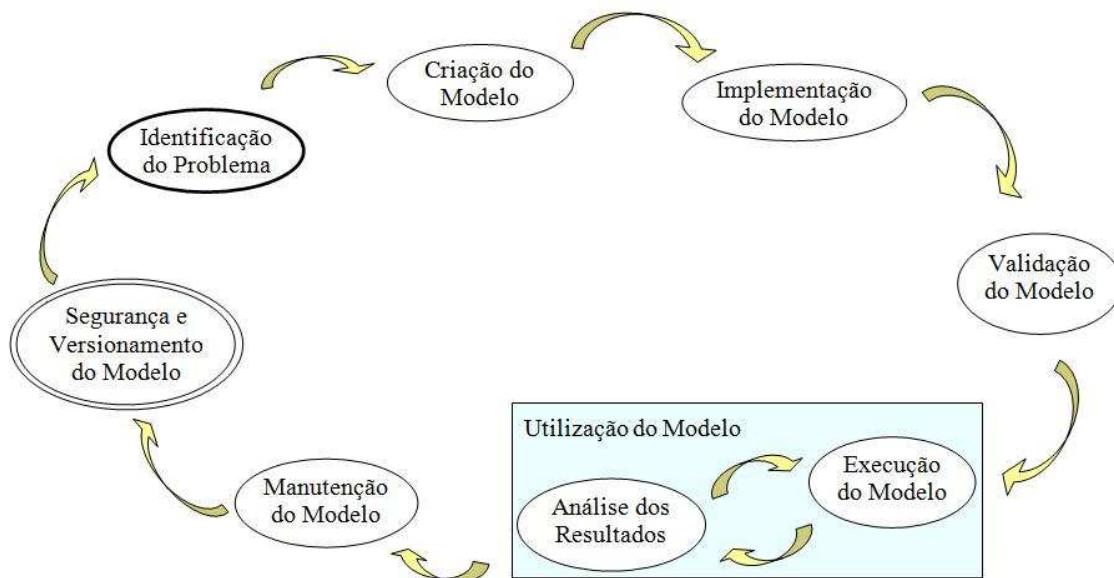 Identificação
do Problema
Criação do
Modelo
Implementação
do Modelo
Validação
do Modelo
Utilização do Modelo
Execução
do Modelo
Análise dos
Resultados
Manutenção
do Modelo
Segurança e
Versionamento
do Modelo